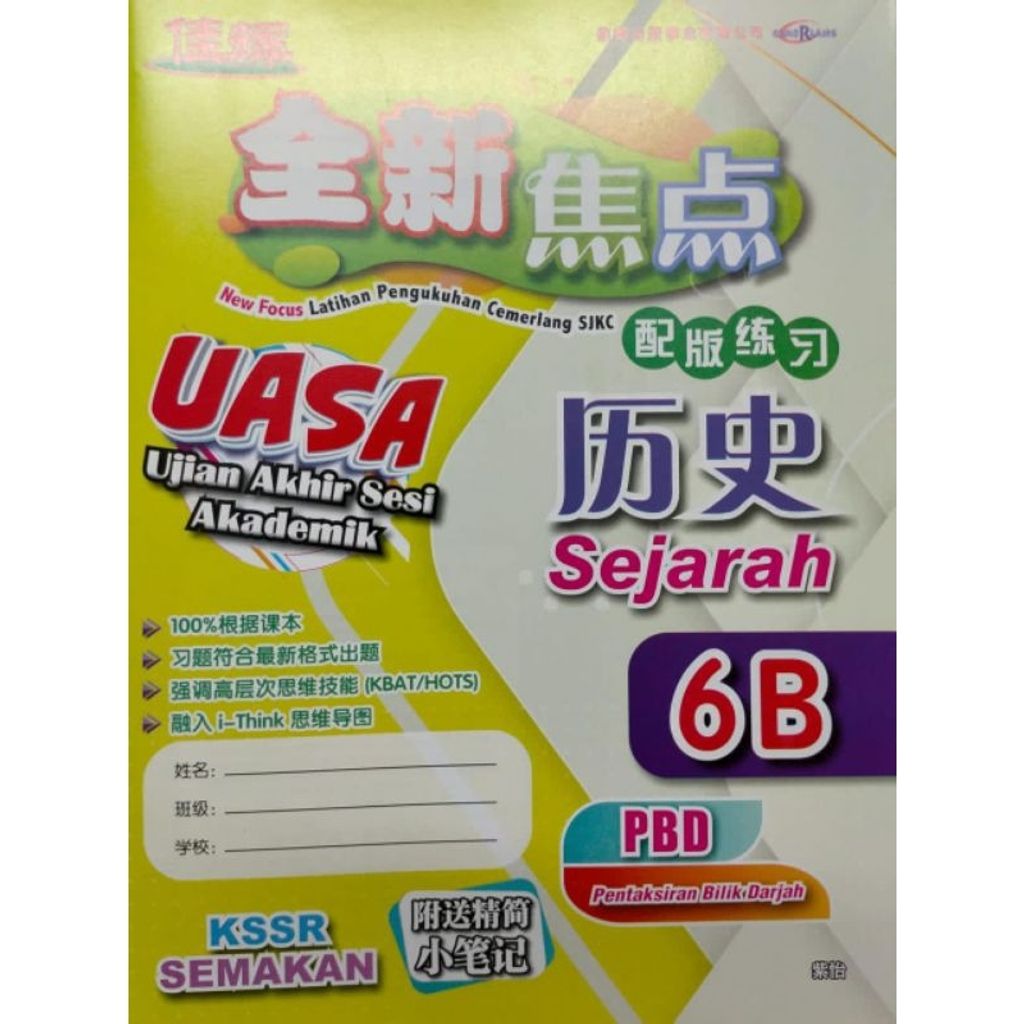 佳辉
全新焦点
New Focus Latihan Pengukuhan Cemerlang SJKC
配版练习
UASA
Ujian Akhir Sesi
Akademik
历史
Sejarah
100%根据课本
习题符合最新格式出题
强调高层次思维技能 (KBAT/HOTS)
融入 i-Think 思维导图
6B
姓名:
班级:
学校:
PBD
Pentaksiran Bilik Darjah
KSSR
SEMAKAN
附送精简
小笔记
紫怡